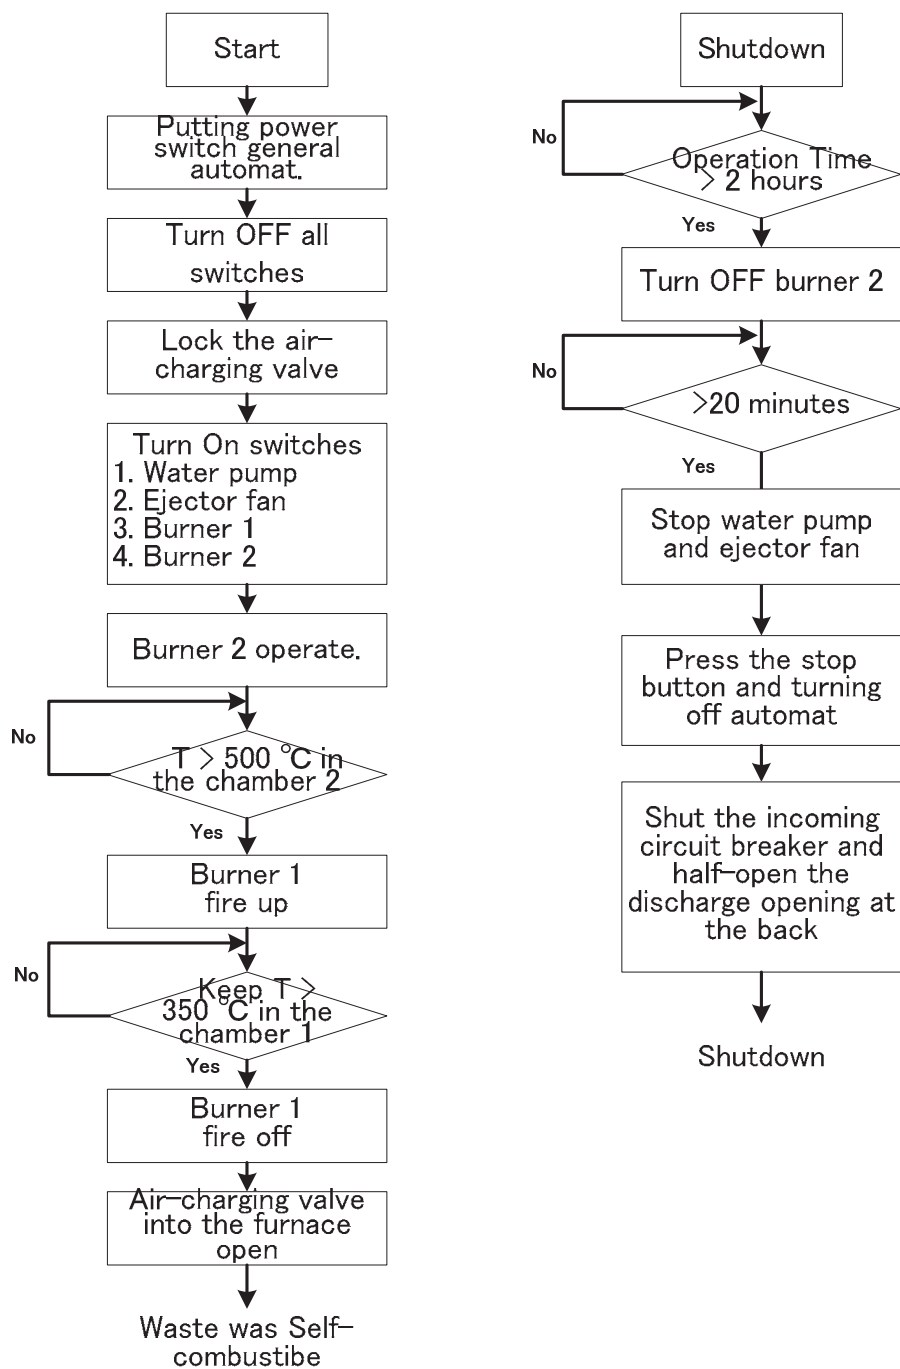 Start
Putting power
switch general
automat.
Turn OFF all
switches
Lock the air-
charging valve
Turn On switches
1. Water pump
2. Ejector fan
3. Burner 1
4. Burner 2
Burner 2 operate.
No
T > 500 °C in
the chamber 2
Yes
Burner 1
fire up
No
Keep T >
350 °C in the
chamber 1
Yes
Burner 1
fire off
Air-charging valve
into the furnace
open
Waste was Self-
combustibe
Shutdown
No
Operation Time
> 2 hours
Yes
Turn OFF burner 2
No
>20 minutes
Yes
Stop water pump
and ejector fan
Press the stop
button and turning
off automat
Shut the incoming
circuit breaker and
half-open the
discharge opening at
the back
Shutdown